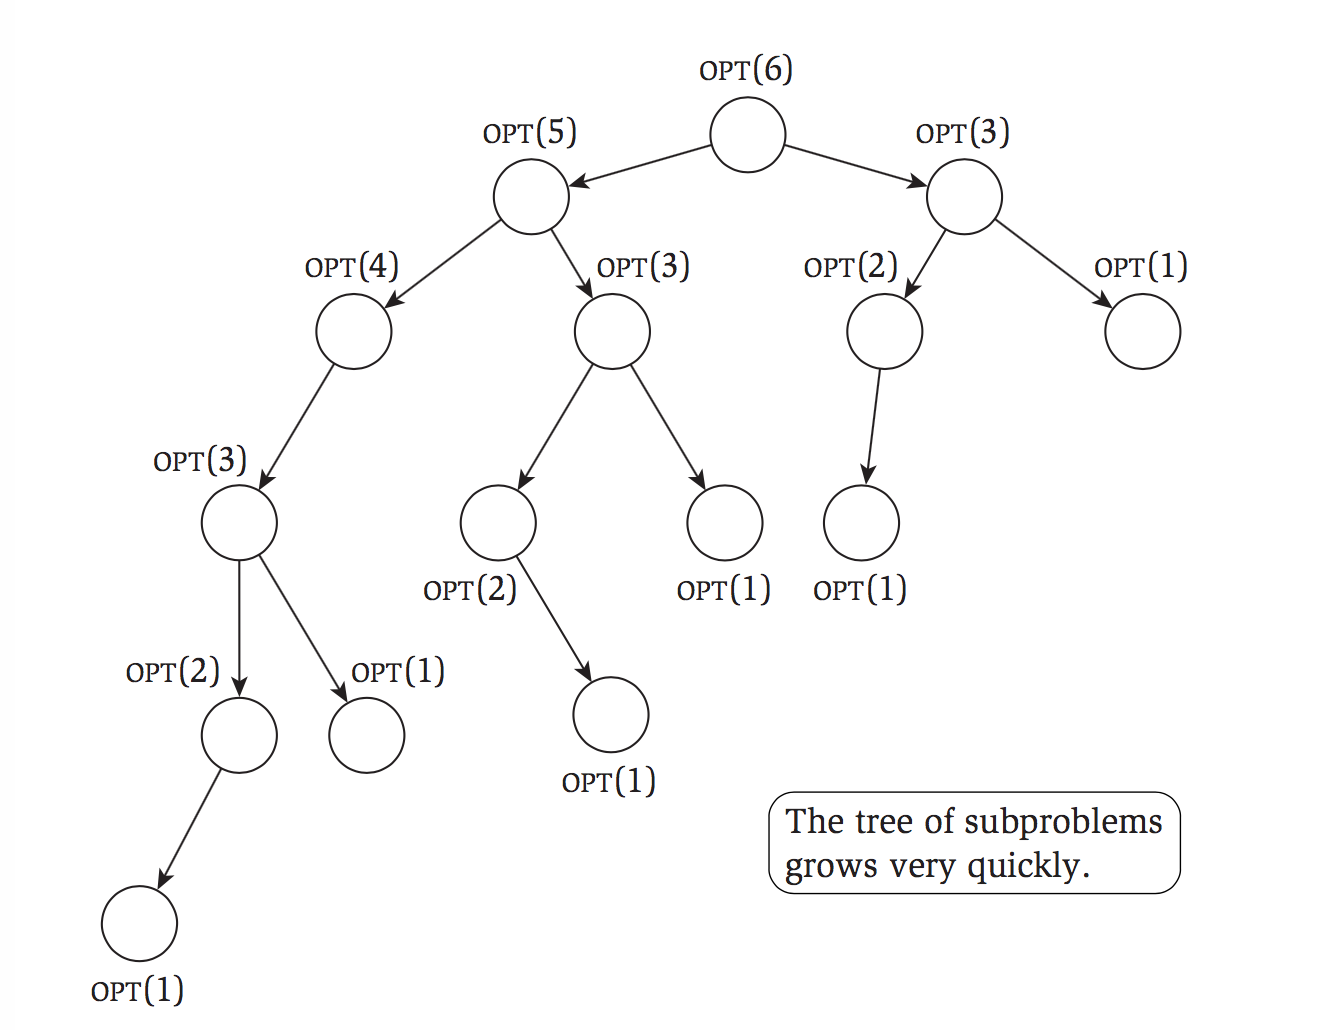 OPT(6)
OPT(5)
OPT(3)
OPT(4)
OPT(3)
OPT(2)
OPT(1)
OPT(3)
OPT(2)
OPT(1)
OPT(1)
OPT(2)
OPT(1)
OPT(1)
The tree of subproblems
grows very quickly.
OPT(1)